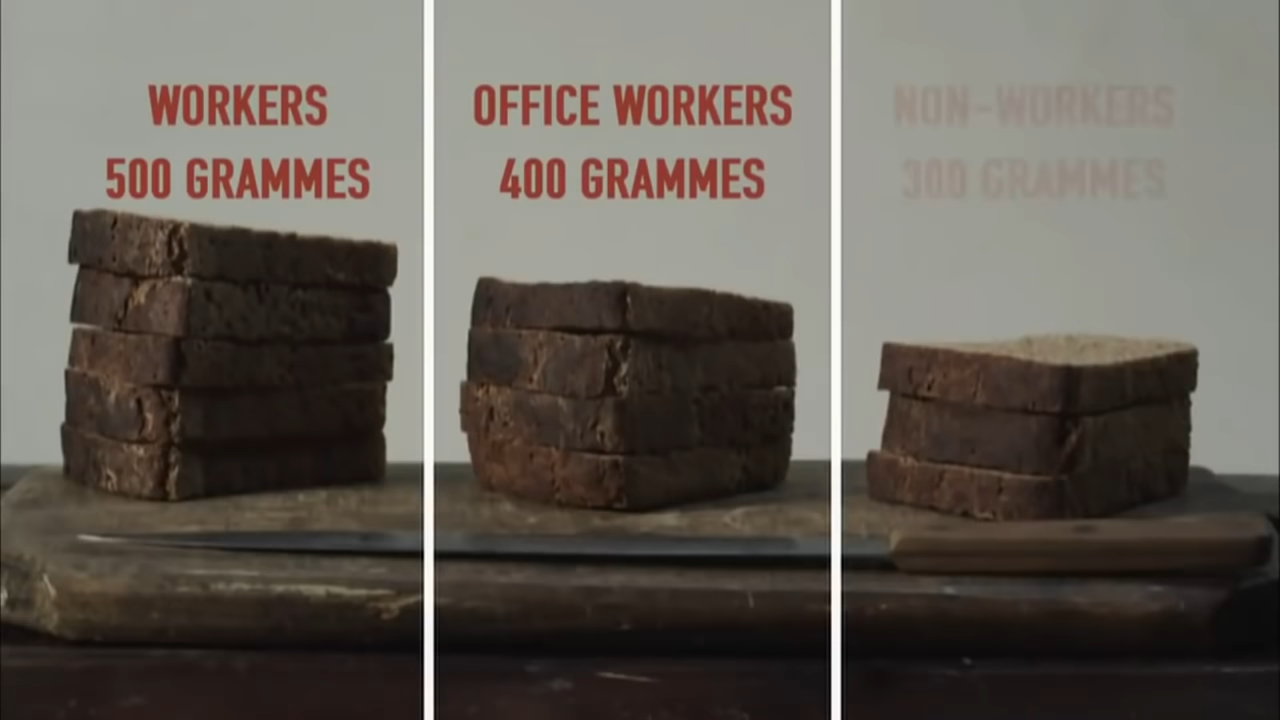 WORKERS
500 GRAMMES
OFFICE WORKERS
400 GRAMMES
NON-WORKERS
300 GRAMMES